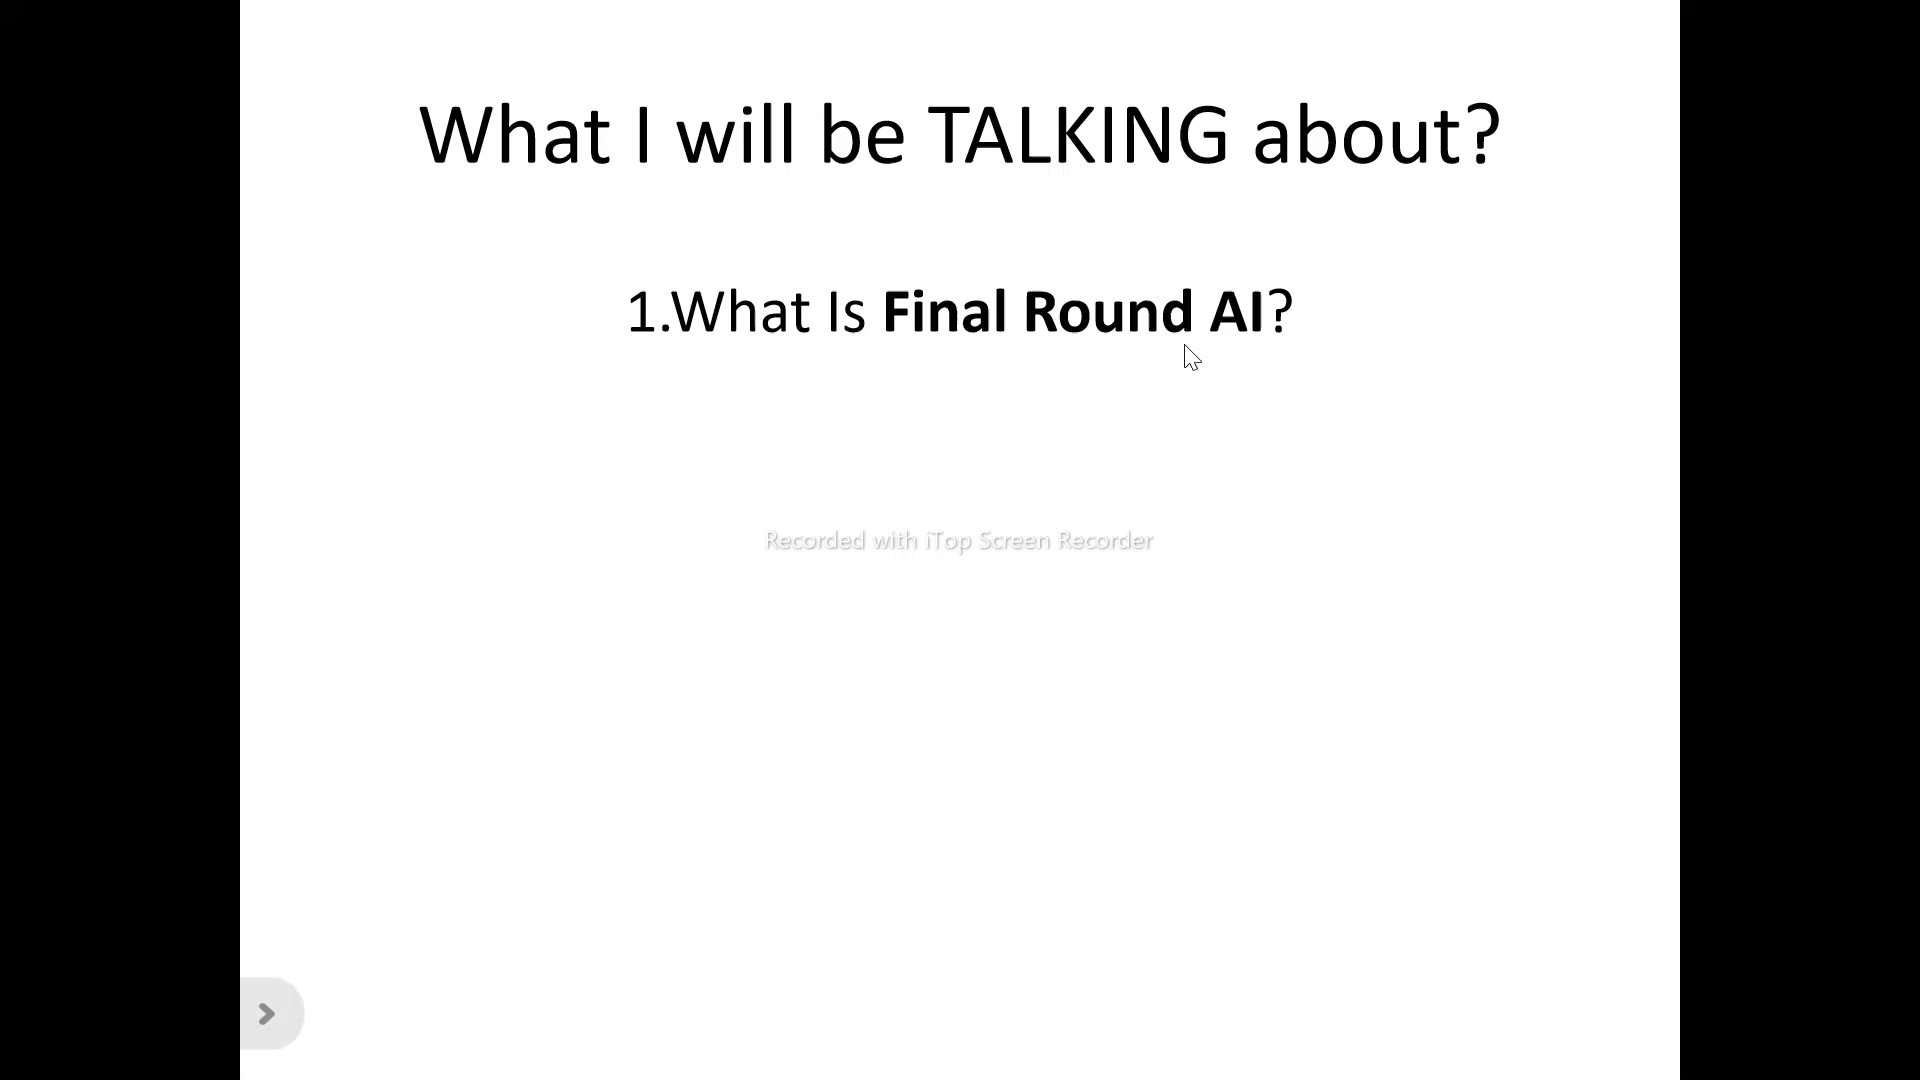 What I will be TALKING about?
1.What Is Final Round AI?
Recorded with iTop Screen Recorder